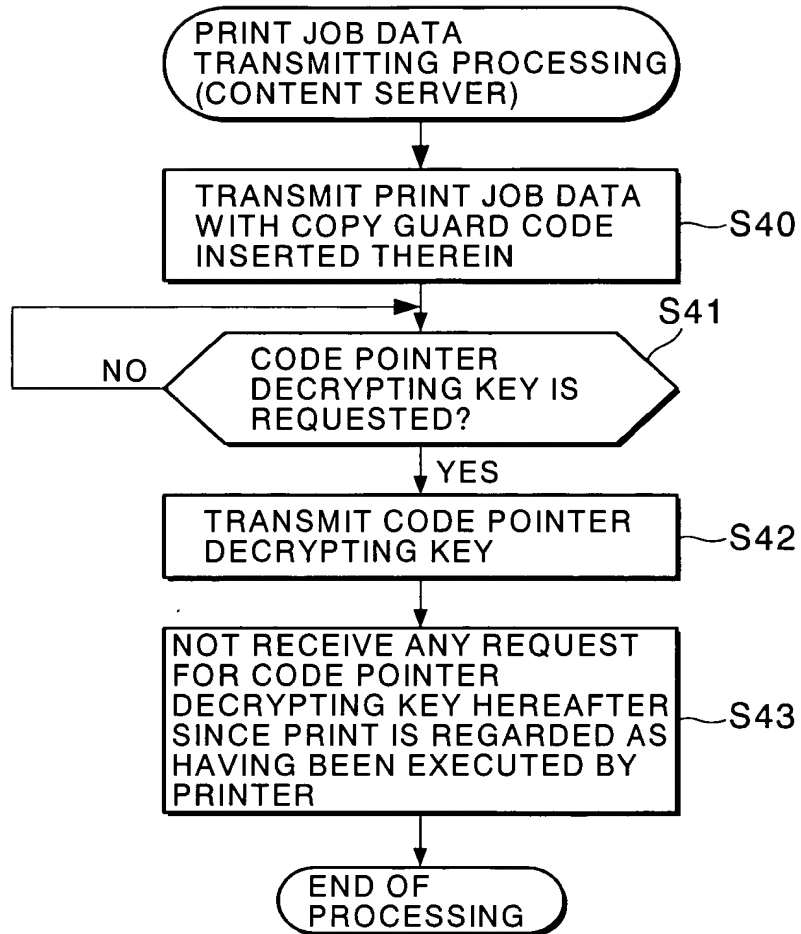 PRINT JOB DATA
TRANSMITTING PROCESSING
(CONTENT SERVER)
TRANSMIT PRINT JOB DATA
WITH COPY GUARD CODE
INSERTED THEREIN
S40
S41
CODE POINTER
DECRYPTING KEY IS
REQUESTED?
NO
YES
TRANSMIT CODE POINTER
DECRYPTING KEY
S42
NOT RECEIVE ANY REQUEST
FOR CODE POINTER
DECRYPTING KEY HEREAFTER
SINCE PRINT IS REGARDED AS
HAVING BEEN EXECUTED BY
PRINTER
S43
END OF
PROCESSING